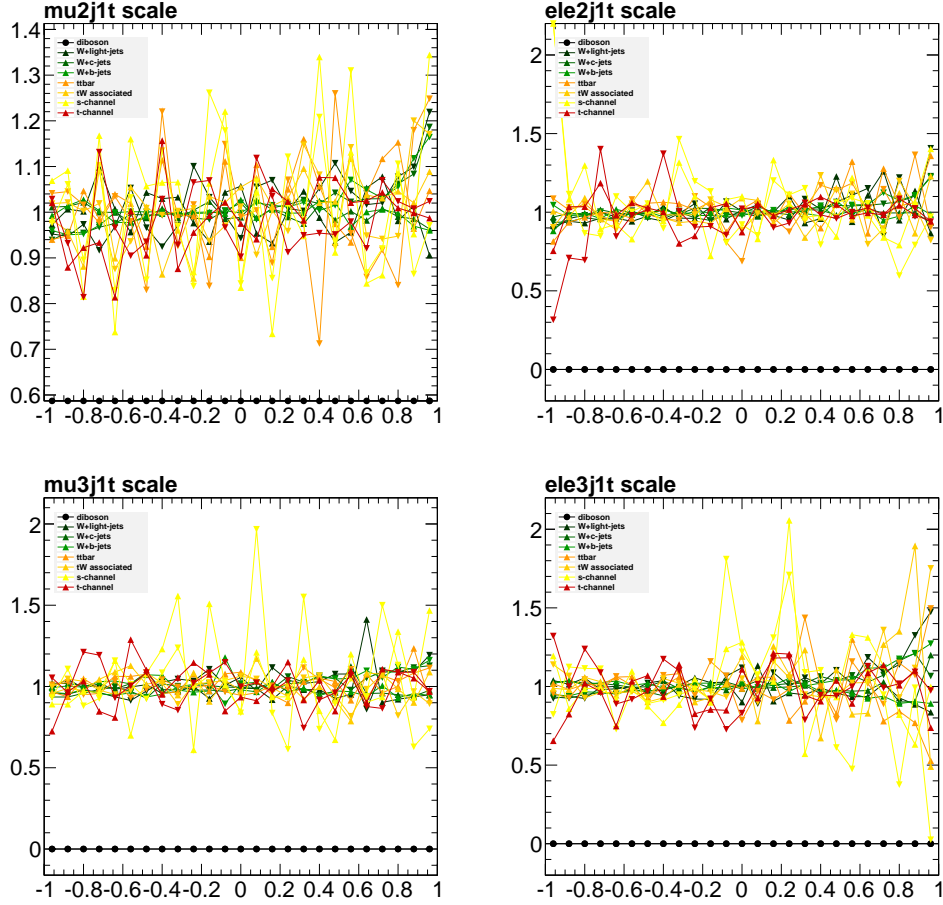 mu2j1t scale
1.4
1.3
1.2
1.1
1
0.9
0.8
0.7
0.6
diboson
W+light-jets
W+c-jets
W+b-jets
ttbar
tW associated
s-channel
t-channel
-1 -0.8 -0.6 -0.4 -0.2 0 0.2 0.4 0.6 0.8 1
ele2j1t scale
2
1.5
1
0.5
0
diboson
W+light-jets
W+c-jets
W+b-jets
ttbar
tW associated
s-channel
t-channel
-1 -0.8 -0.6 -0.4 -0.2 0 0.2 0.4 0.6 0.8 1
mu3j1t scale
2
1.5
1
0.5
0
diboson
W+light-jets
W+c-jets
W+b-jets
ttbar
tW associated
s-channel
t-channel
-1 -0.8 -0.6 -0.4 -0.2 0 0.2 0.4 0.6 0.8 1
ele3j1t scale
2
1.5
1
0.5
0
diboson
W+light-jets
W+c-jets
W+b-jets
ttbar
tW associated
s-channel
t-channel
-1 -0.8 -0.6 -0.4 -0.2 0 0.2 0.4 0.6 0.8 1